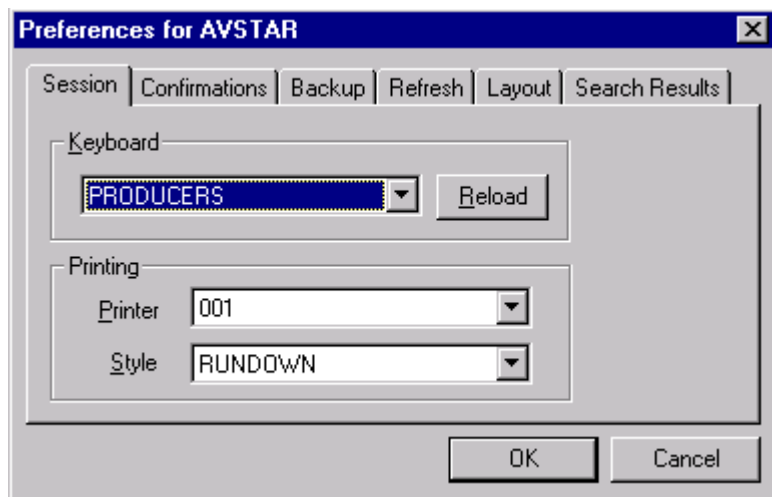 Preferences for AVSTAR
Session Confirmations Backup Refresh Layout Search Results
Keyboard
PRODUCERS Reload
Printing
Printer 001
Style RUNDOWN
OK Cancel